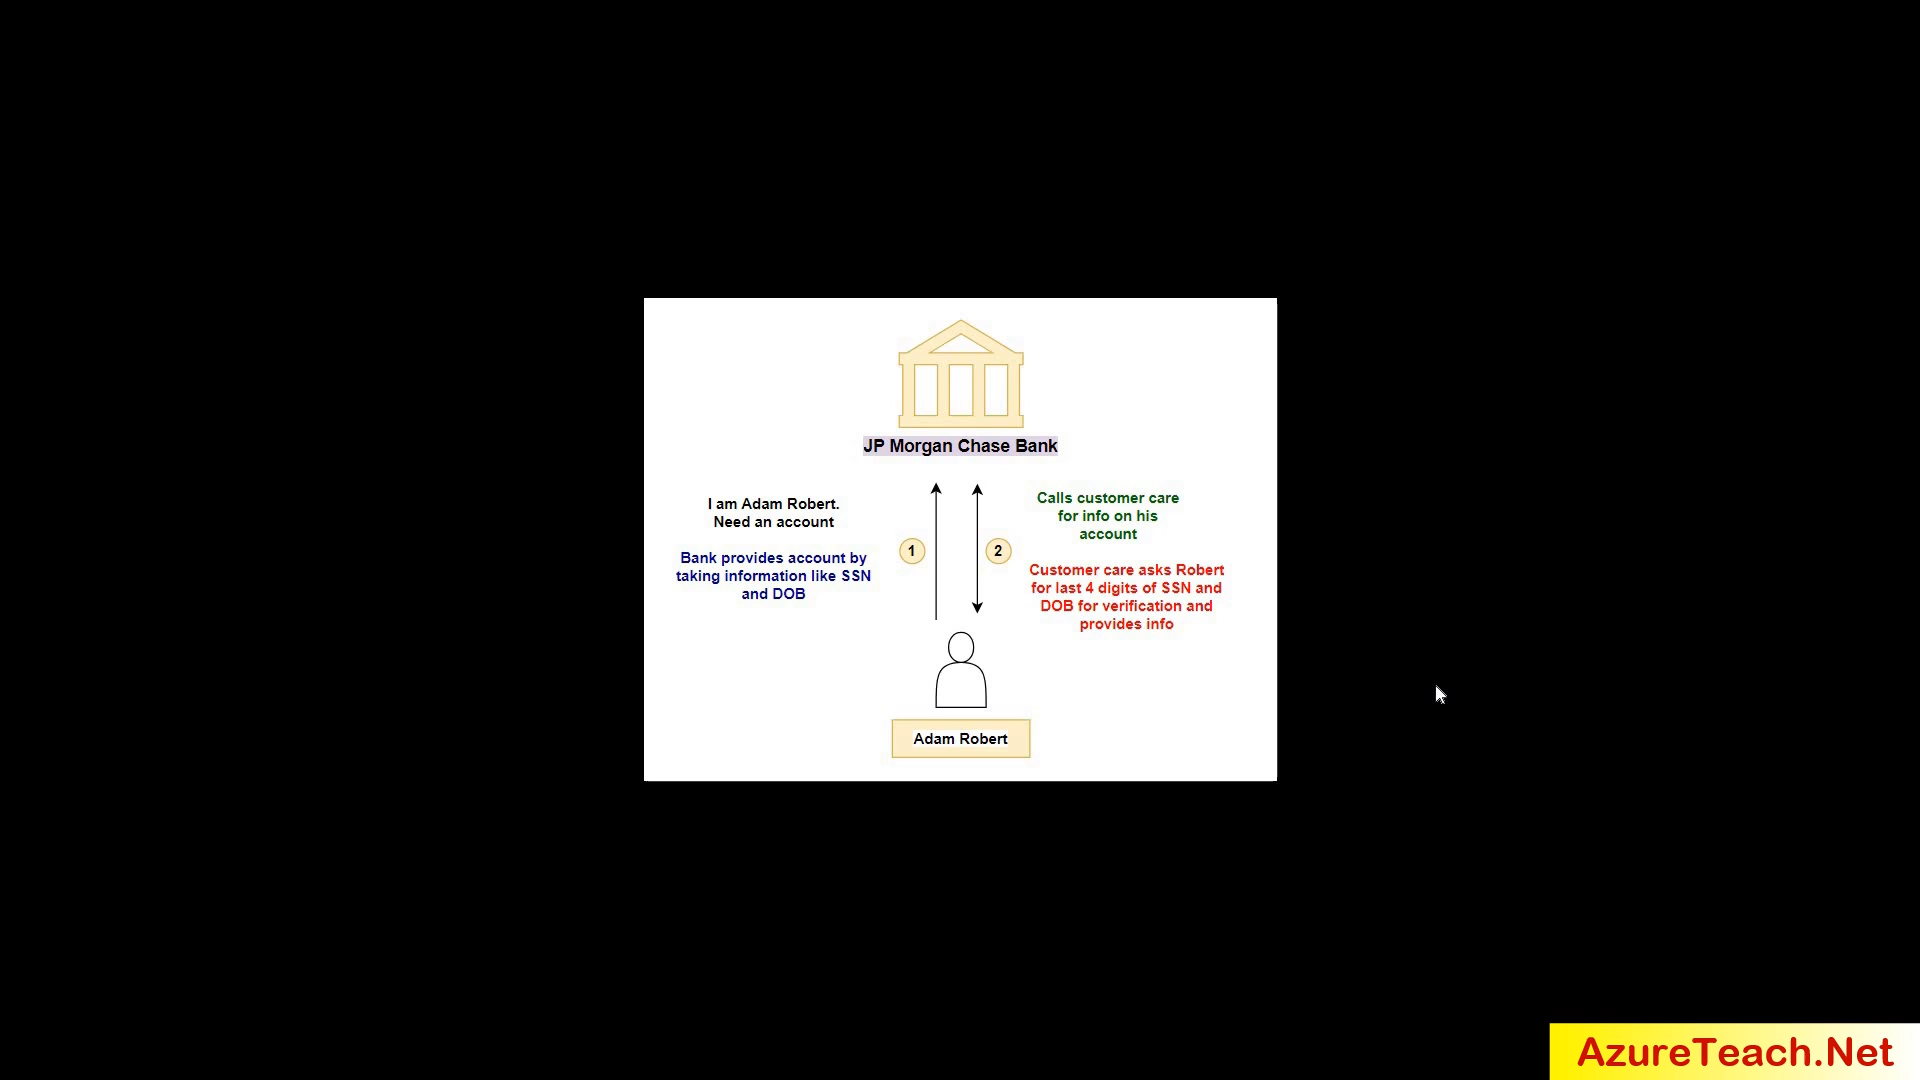 JP Morgan Chase Bank
I am Adam Robert.
Need an account
Bank provides account by
taking information like SSN
and DOB
1
2
Calls customer care
for info on his
account
Customer care asks Robert
for last 4 digits of SSN and
DOB for verification and
provides info
Adam Robert
AzureTeach.Net